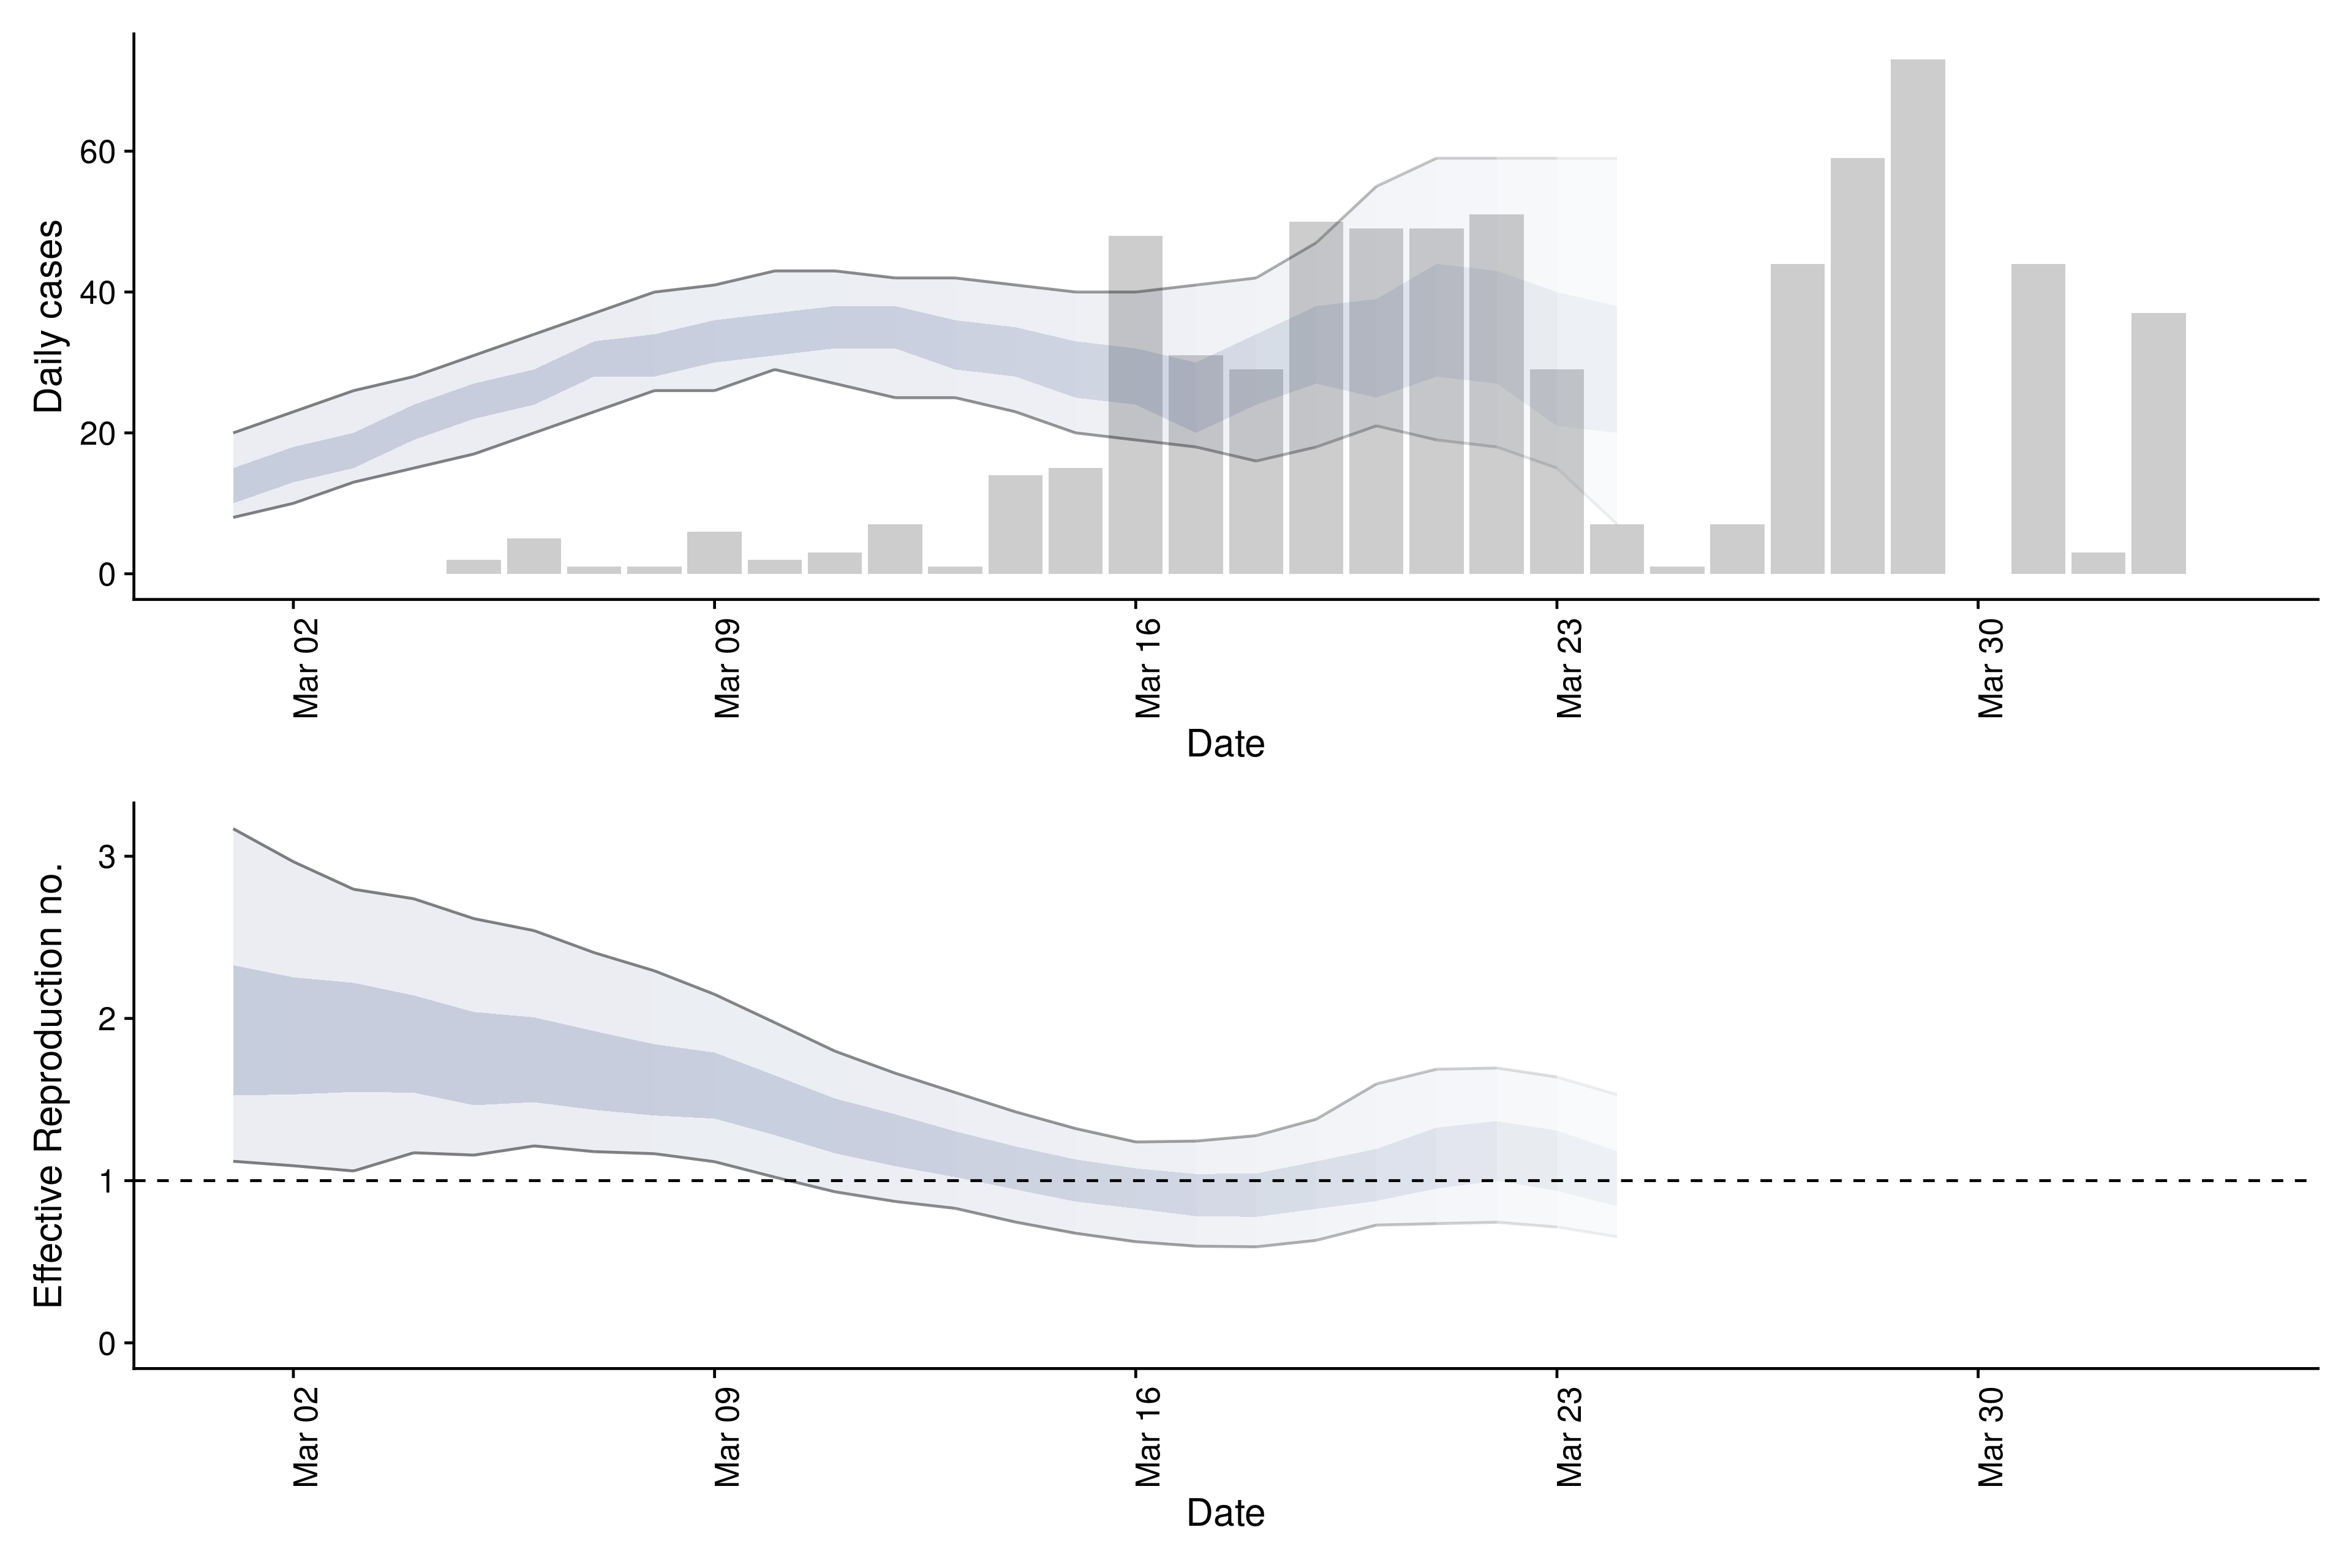 Daily cases
60
40
20
0
Mar 02
Mar 09
Mar 16
Mar 23
Mar 30
Date
Effective Reproduction no.
3
2
1
0
Mar 02
Mar 09
Mar 16
Mar 23
Mar 30
Date